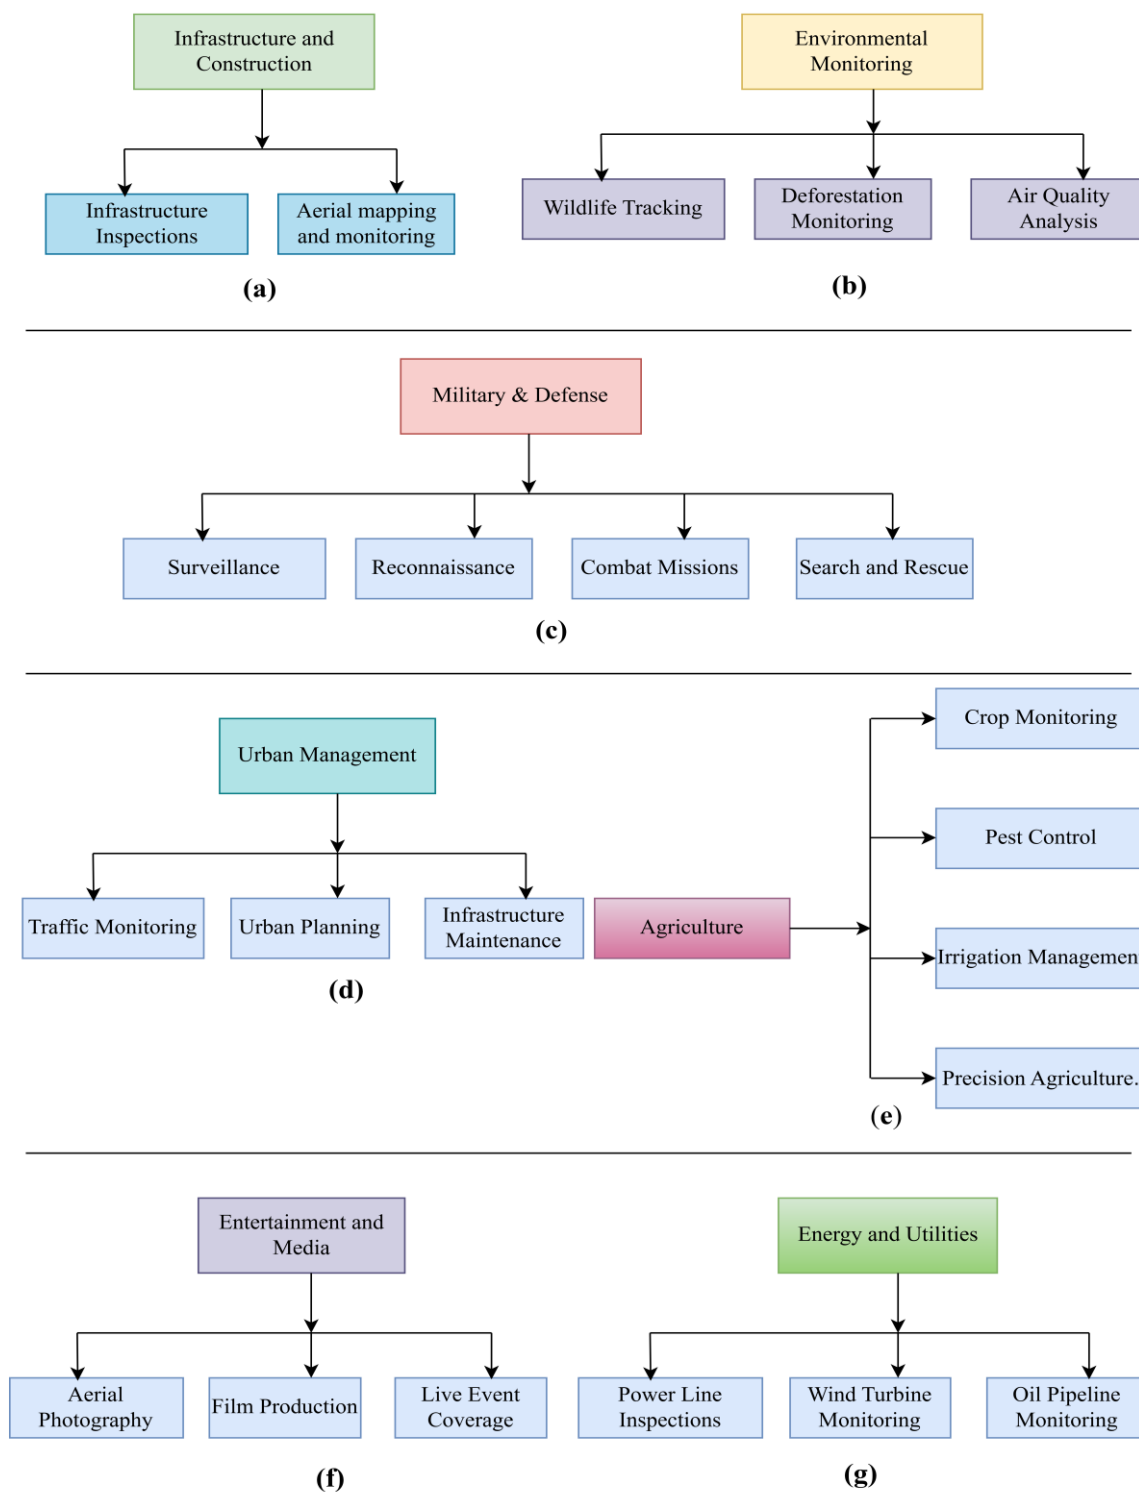 Infrastructure and
Construction
Infrastructure
Inspections
Aerial mapping
and monitoring
(a)
Environmental
Monitoring
Wildlife Tracking
Deforestation
Monitoring
Air Quality
Analysis
(b)
Military & Defense
Surveillance
Reconnaissance
Combat Missions
Search and Rescue
(c)
Urban Management
Traffic Monitoring
Urban Planning
Infrastructure
Maintenance
(d)
Agriculture
Crop Monitoring
Pest Control
Irrigation Managemen
Precision Agriculture.
(e)
Entertainment and
Media
Aerial
Photography
Film Production
Live Event
Coverage
(f)
Energy and Utilities
Power Line
Inspections
Wind Turbine
Monitoring
Oil Pipeline
Monitoring
(g)